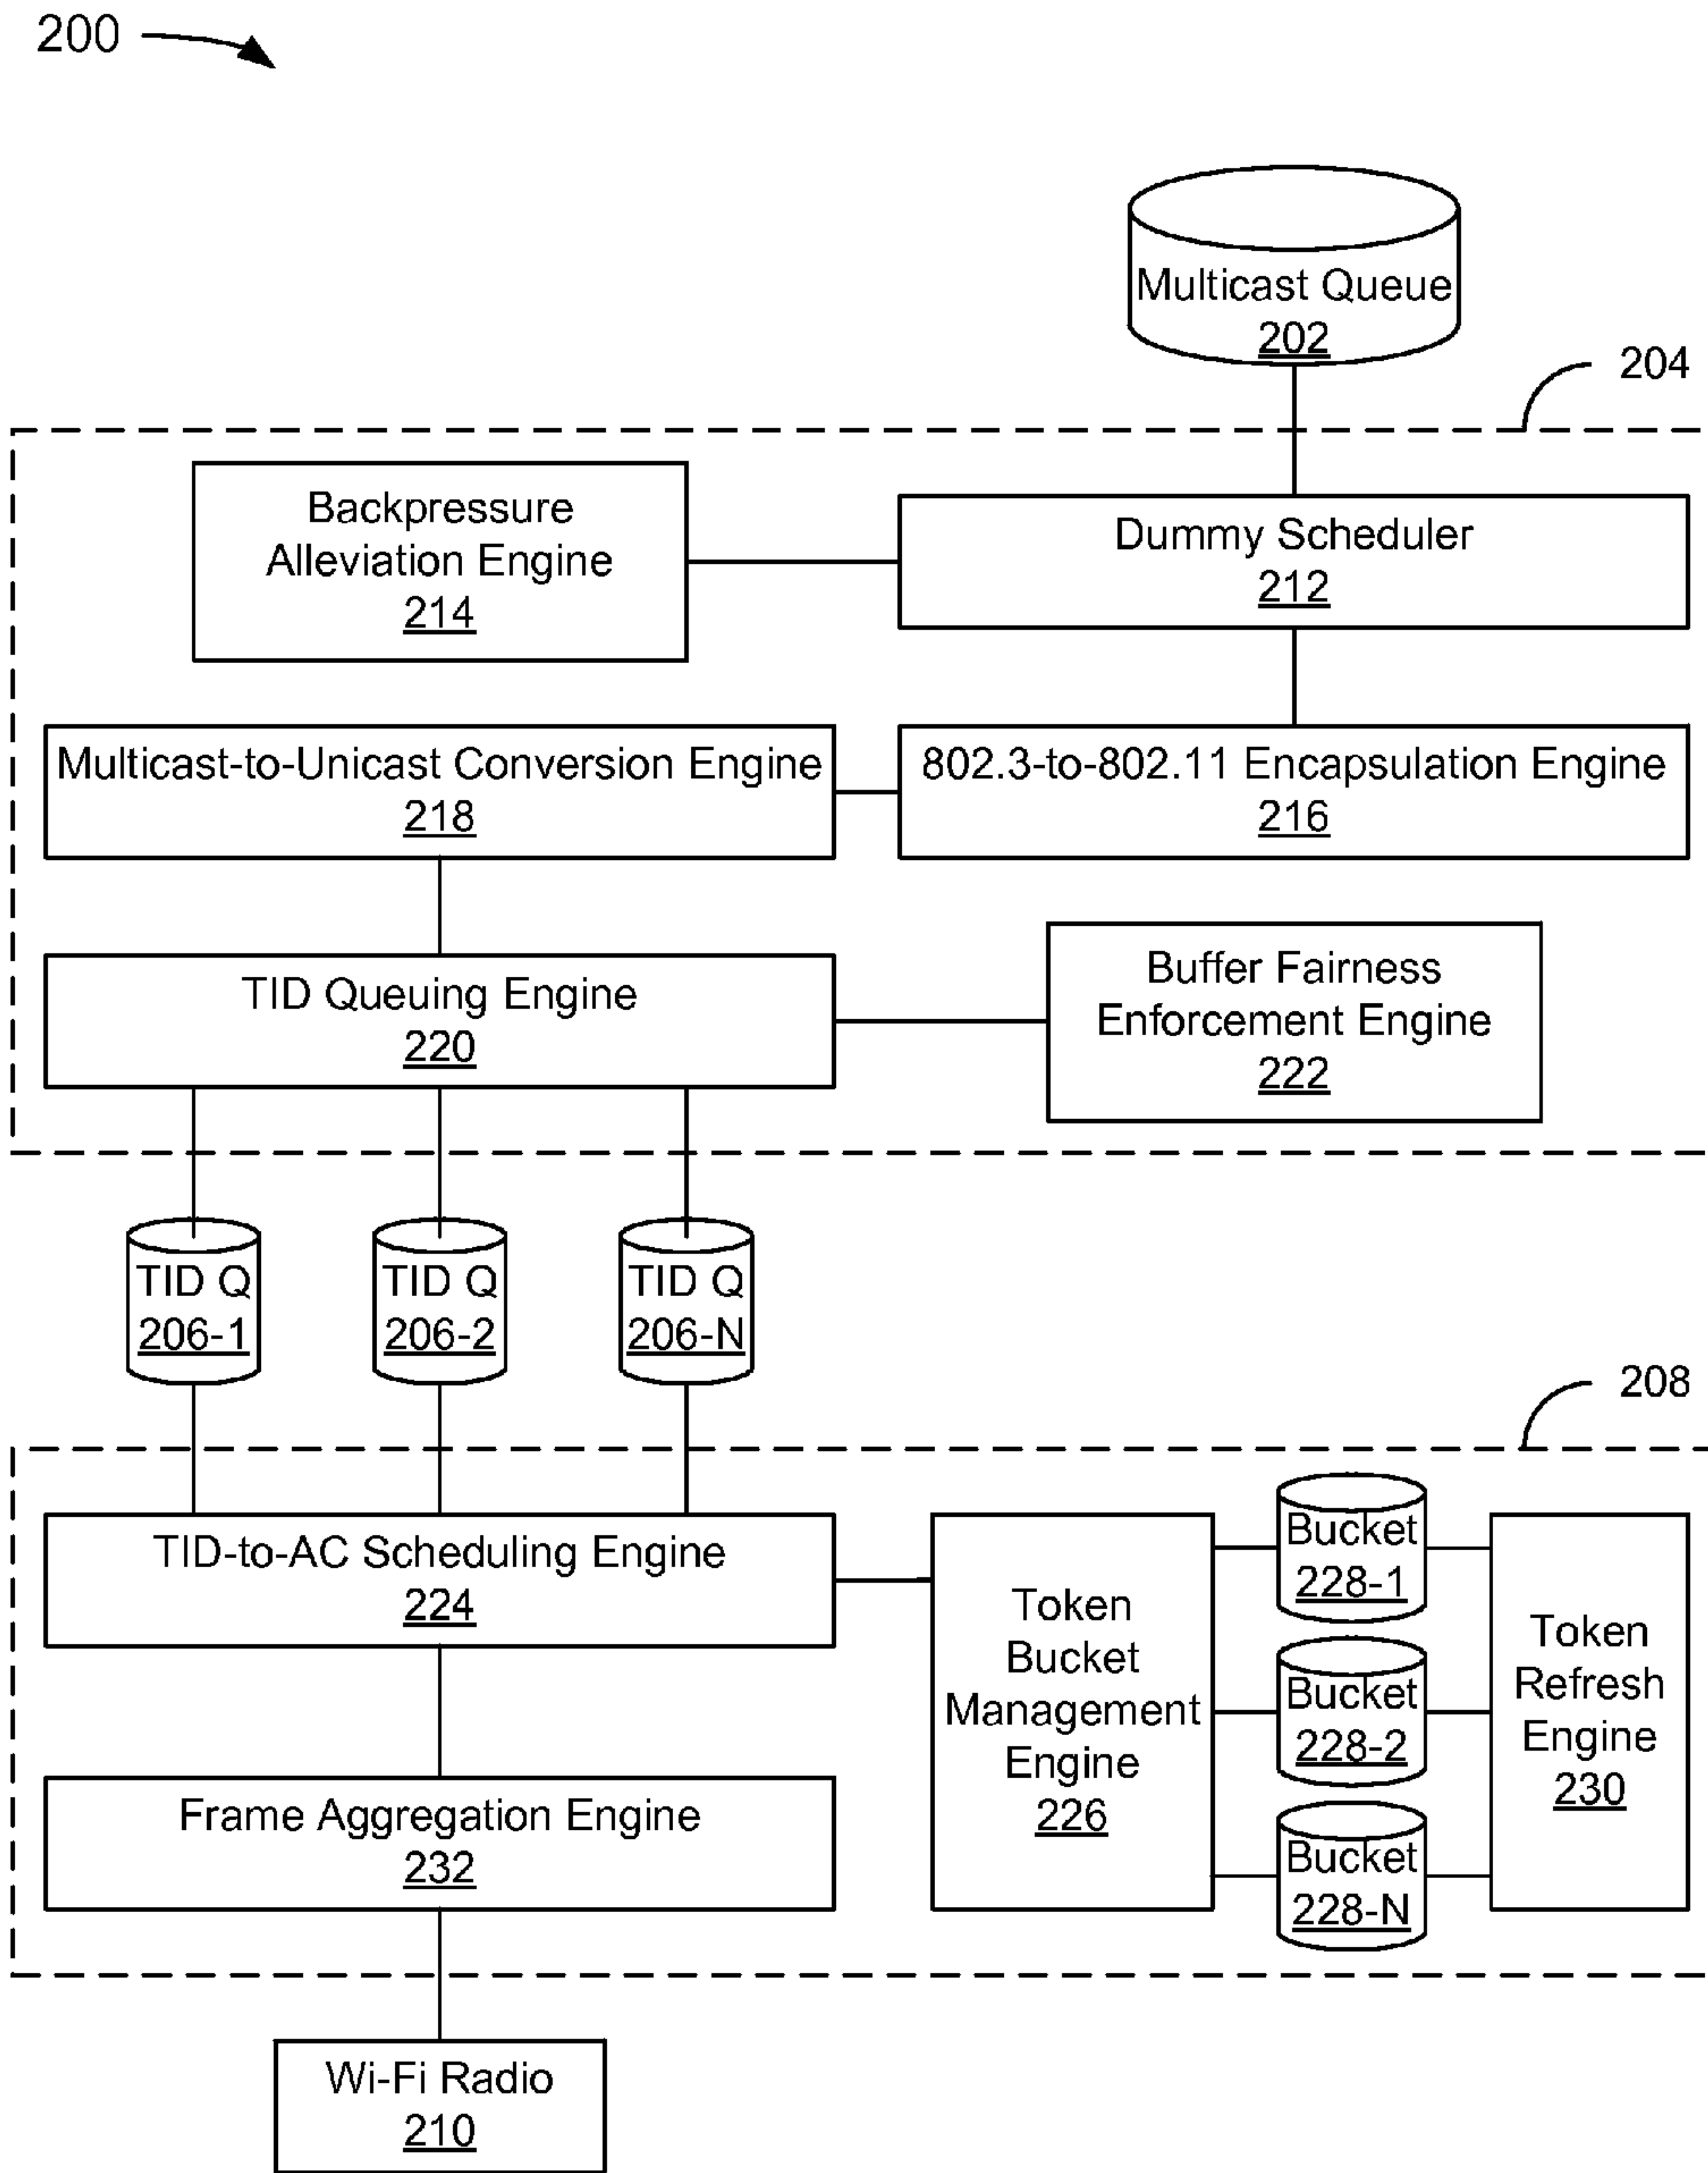 200
Multicast Queue
202
204
Backpressure
Alleviation Engine
214
Dummy Scheduler
212
Multicast-to-Unicast Conversion Engine
218
802.3-to-802.11 Encapsulation Engine
216
TID Queuing Engine
220
Buffer Fairness
Enforcement Engine
222
TID Q
206-1
TID Q
206-2
TID Q
206-N
208
TID-to-AC Scheduling Engine
224
Token
Bucket
Management
Engine
226
Bucket
228-1
Bucket
228-2
Bucket
228-N
Token
Refresh
Engine
230
Frame Aggregation Engine
232
Wi-Fi Radio
210